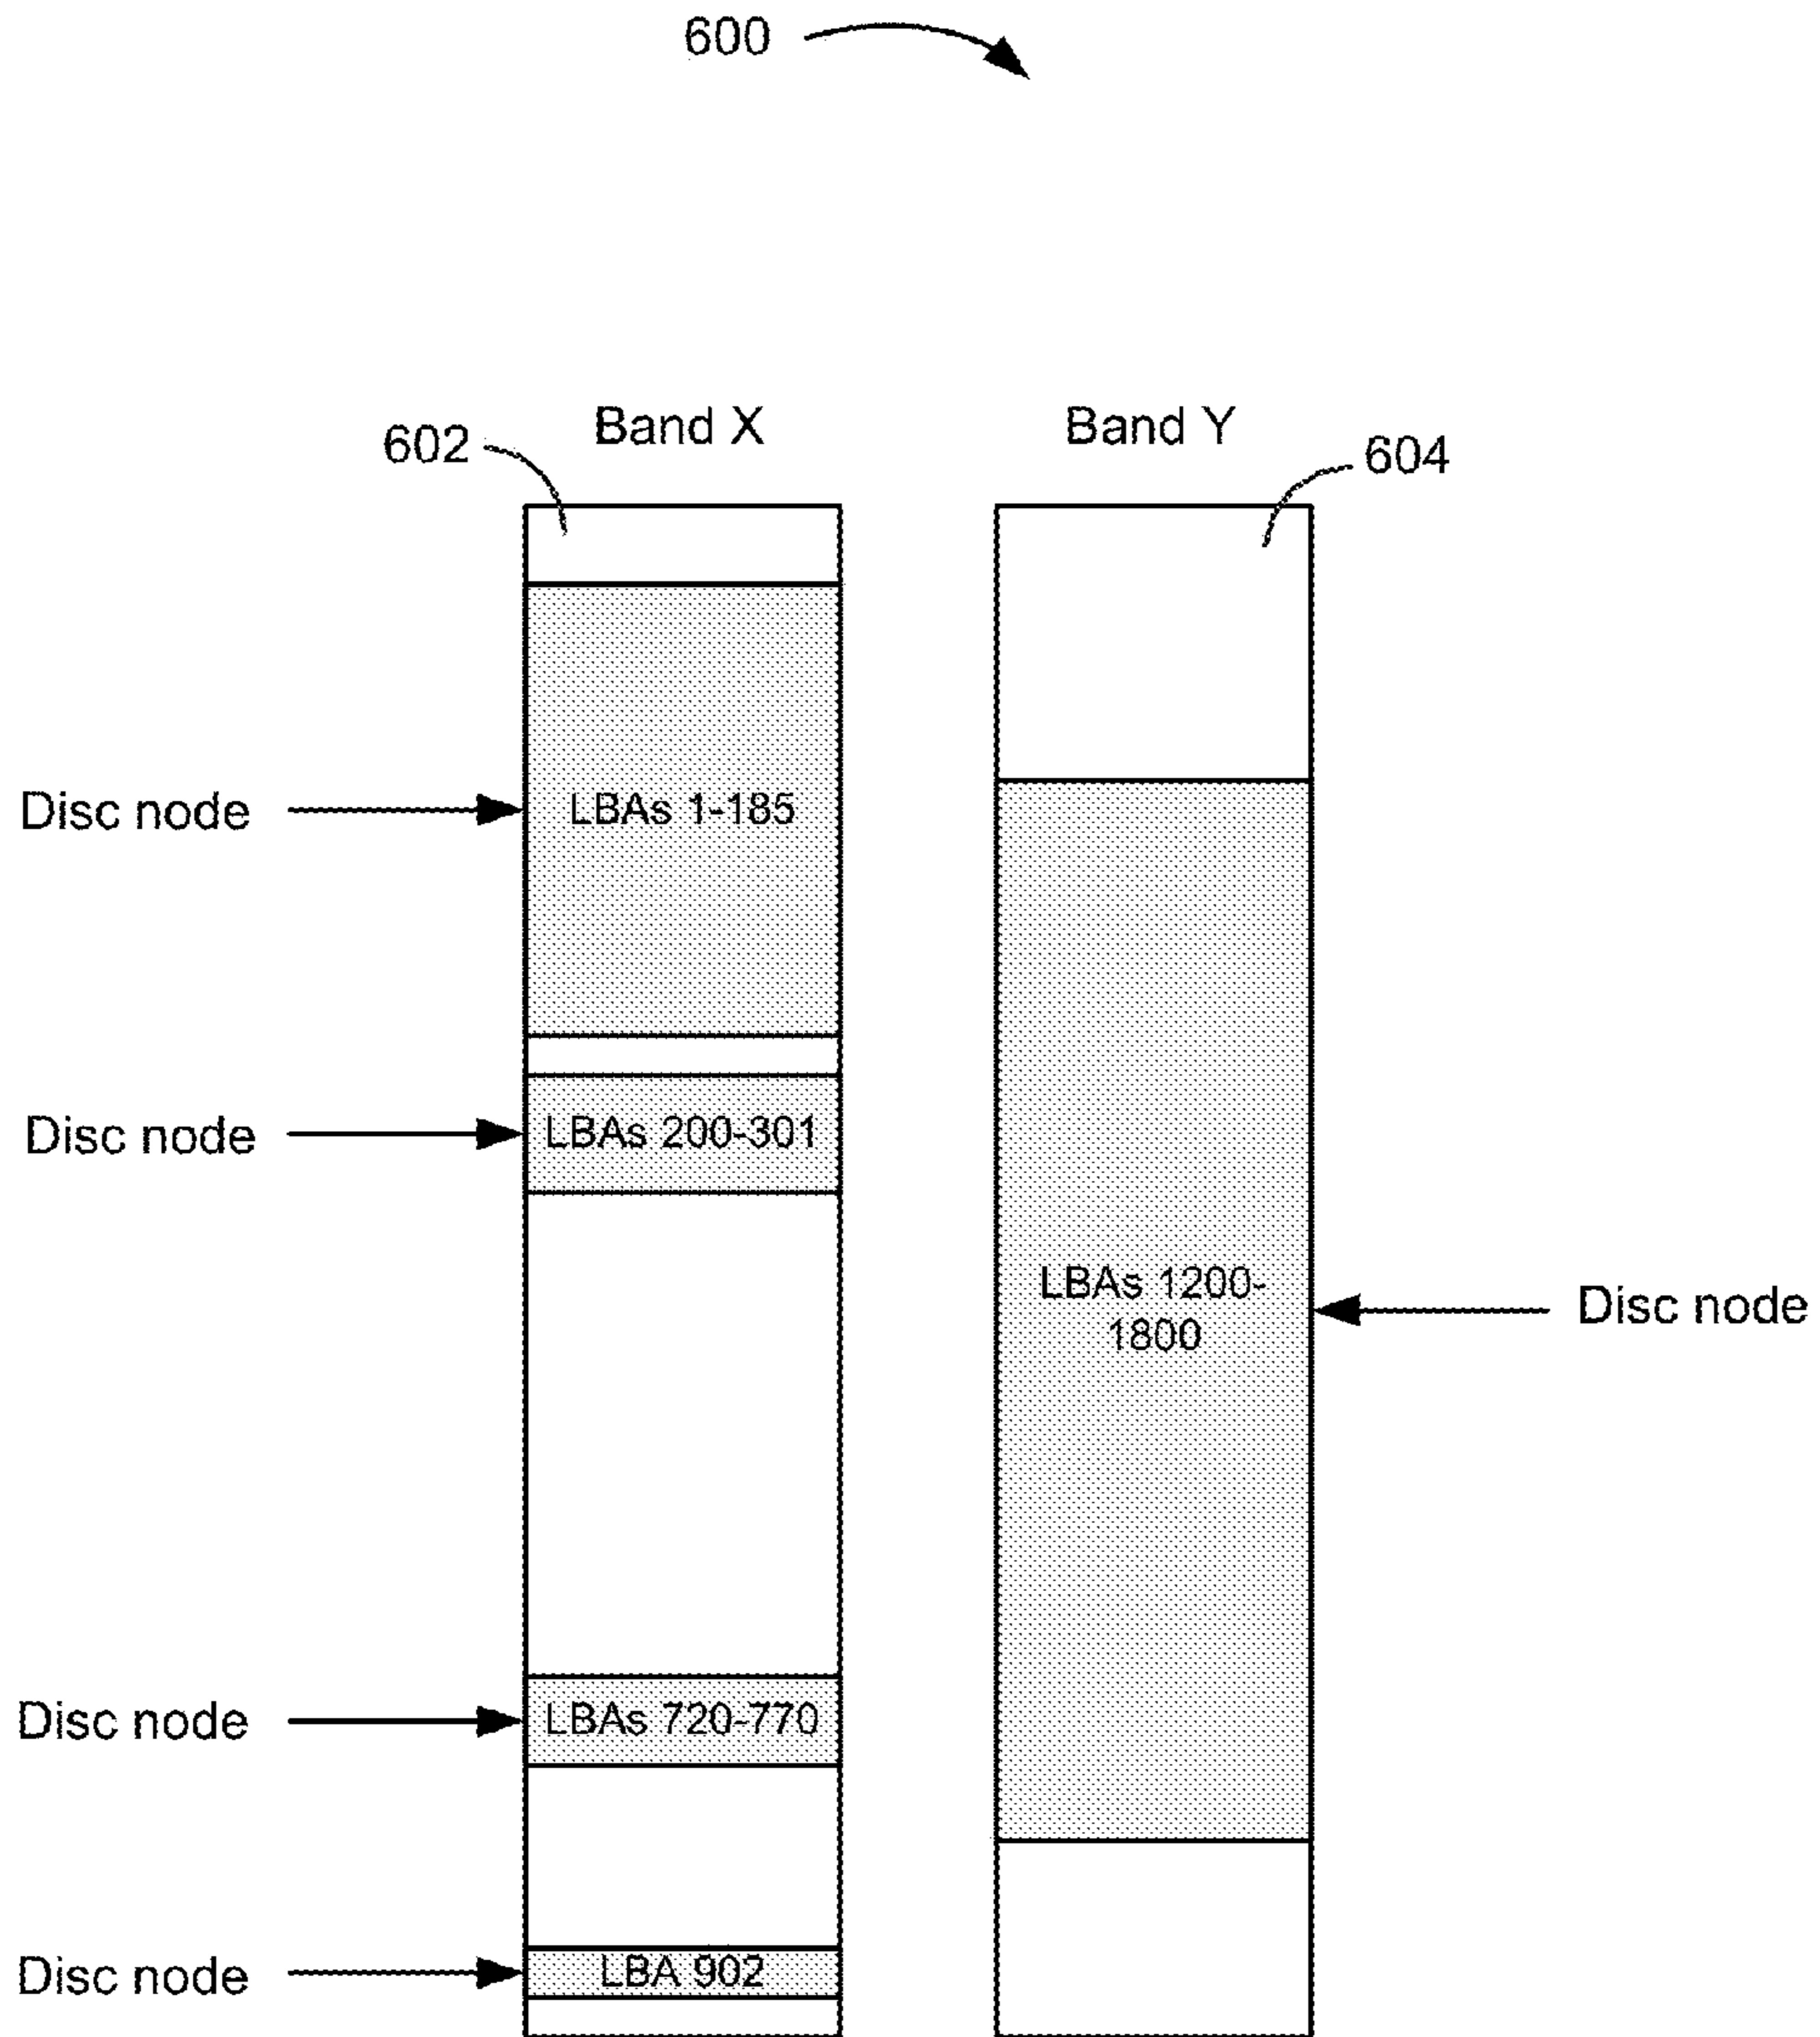 600
Band X
Band Y
602
604
LBAs 1-185
Disc node
LBAs 200-301
Disc node
LBAs 1200-
1800
Disc node
LBAs 720-770
Disc node
LBA 902
Disc node